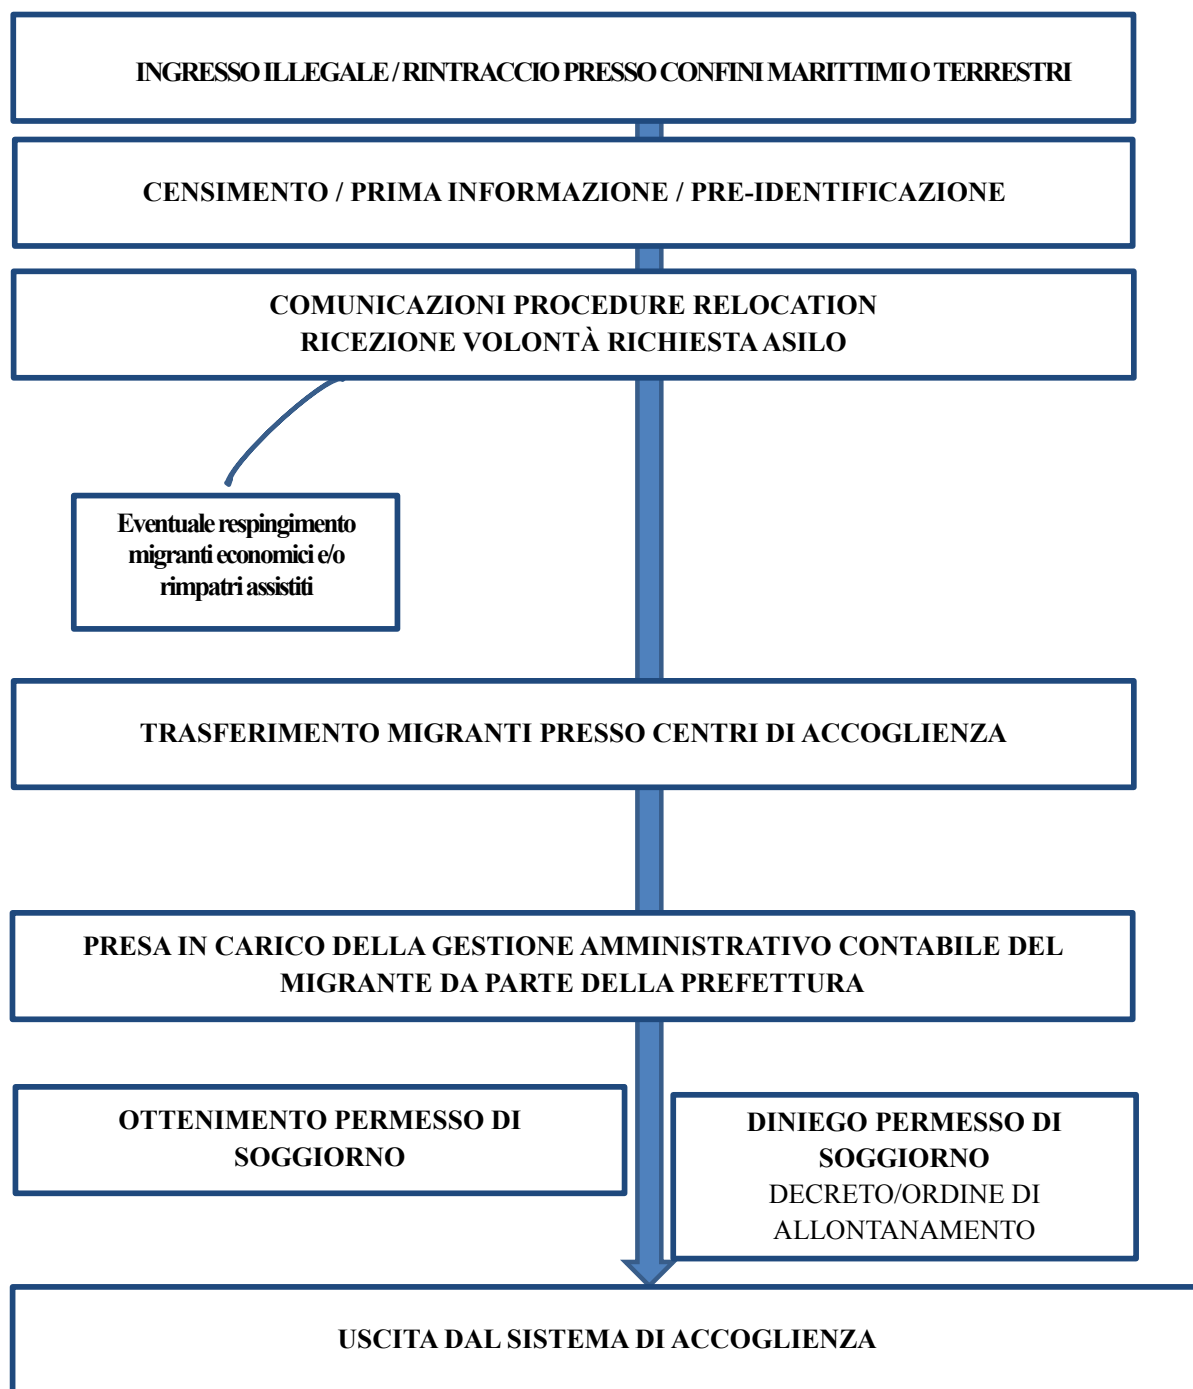 INGRESSO ILLEGALE / RINTRACCIO PRESSO CONFINI MARITTIMI O TERRESTRI
CENSIMENTO / PRIMA INFORMAZIONE / PRE-IDENTIFICAZIONE
COMUNICAZIONI PROCEDURE RELOCATION
RICEZIONE VOLONTÀ RICHIESTA ASILO
Eventuale respingimento
migranti economici e/o
rimpatri assistiti
TRASFERIMENTO MIGRANTI PRESSO CENTRI DI ACCOGLIENZA
PRESA IN CARICO DELLA GESTIONE AMMINISTRATIVO CONTABILE DEL
MIGRANTE DA PARTE DELLA PREFETTURA
OTTENIMENTO PERMESSO DI
SOGGIORNO
DINIEGO PERMESSO DI
SOGGIORNO
DECRETO/ORDINE DI
ALLONTANAMENTO
USCITA DAL SISTEMA DI ACCOGLIENZA